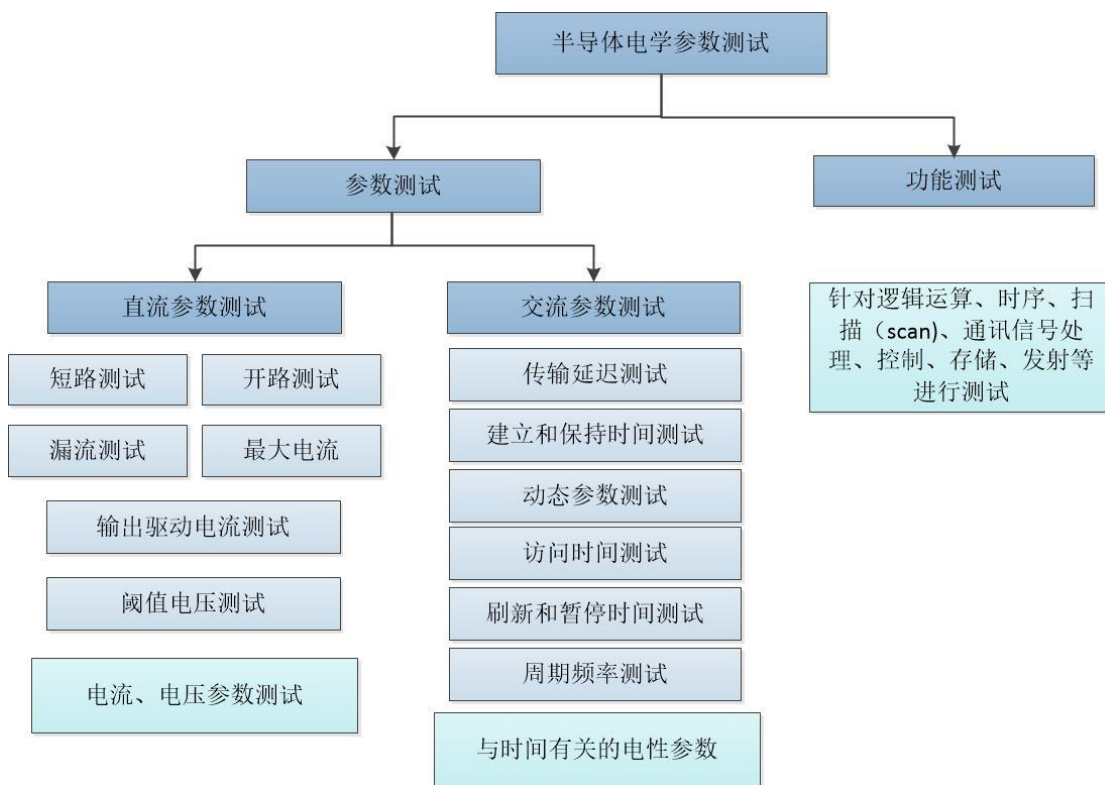 半导体电学参数测试
参数测试
功能测试
直流参数测试
交流参数测试
短路测试
开路测试
漏流测试
最大电流
输出驱动电流测试
阈值电压测试
电流、电压参数测试
传输延迟测试
建立和保持时间测试
动态参数测试
访问时间测试
刷新和暂停时间测试
周期频率测试
与时间有关的电性参数
针对逻辑运算、时序、扫
描（scan)、通讯信号处
理、控制、存储、发射等
进行测试